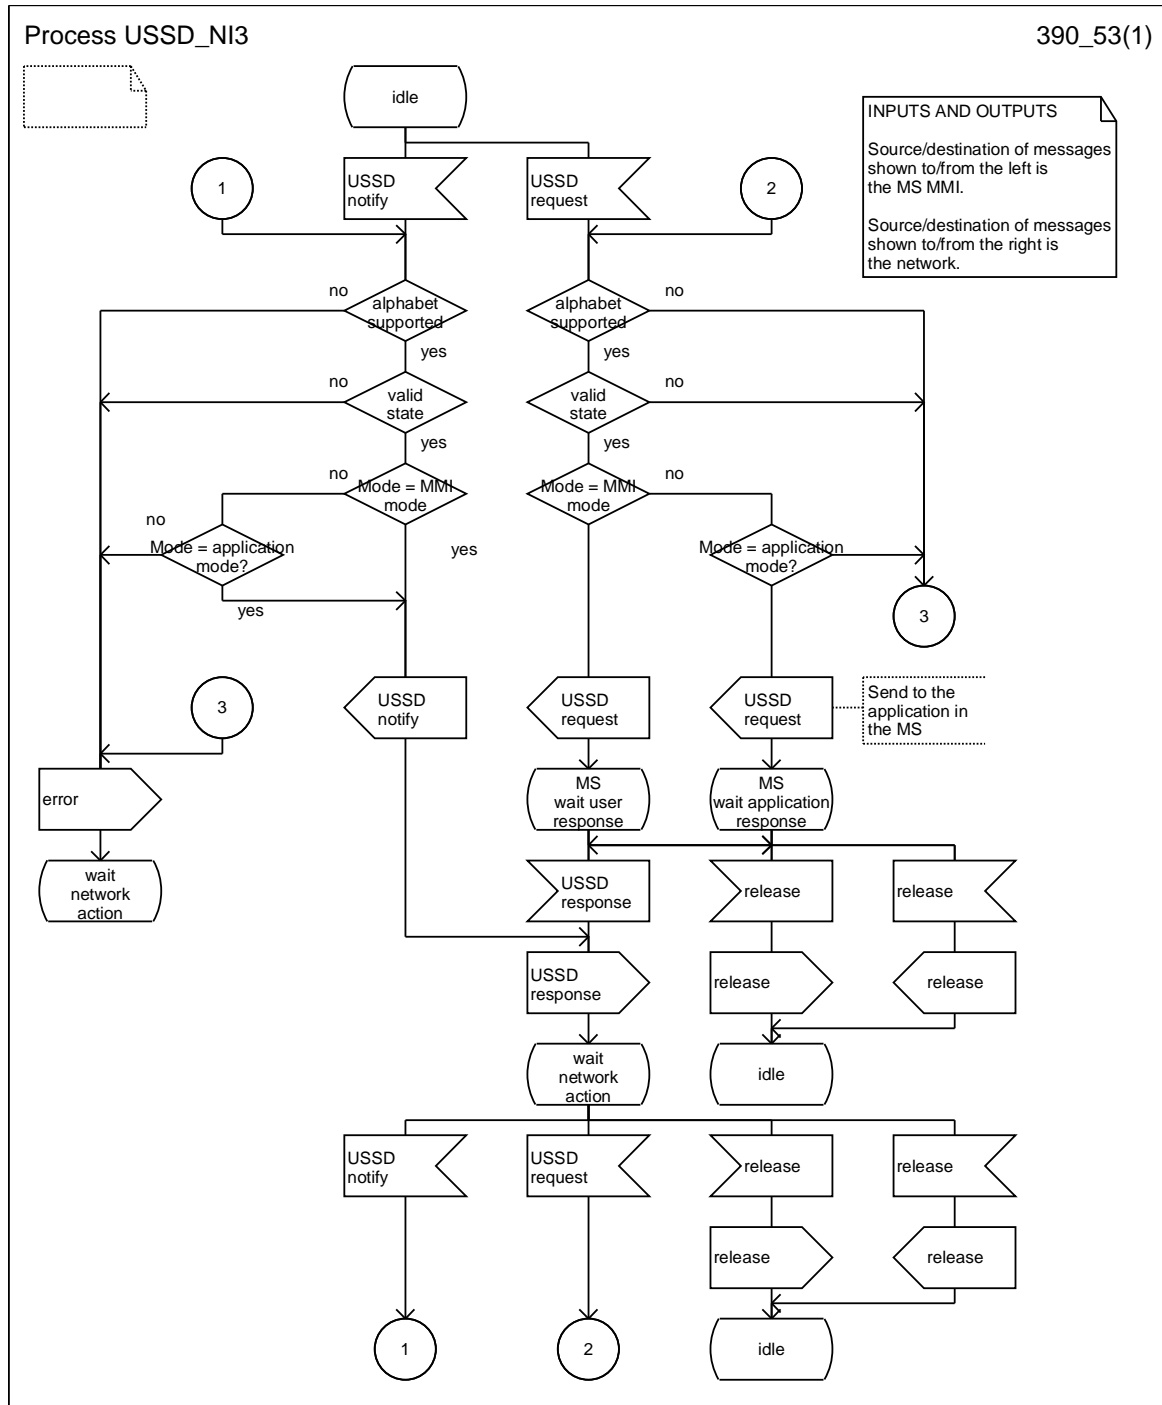 Process USSD_NI3
390_53(1)
idle
INPUTS AND OUTPUTS
Source/destination of messages
shown to/from the left is
the MS MMI.
Source/destination of messages
shown to/from the right is
the network.
1
USSD
notify
USSD
request
2
no
alphabet
supported
yes
alphabet
supported
no
yes
no
valid
state
yes
valid
state
no
yes
no
Mode = MMI
mode
yes
Mode = MMI
mode
no
no
Mode = application
mode?
yes
Mode = application
mode?
3
3
USSD
notify
USSD
request
USSD
request
Send to the
application in
the MS
error
MS
wait user
response
MS
wait application
response
wait
network
action
USSD
response
release
release
USSD
response
release
release
wait
network
action
idle
USSD
notify
USSD
request
release
release
release
release
1
2
idle